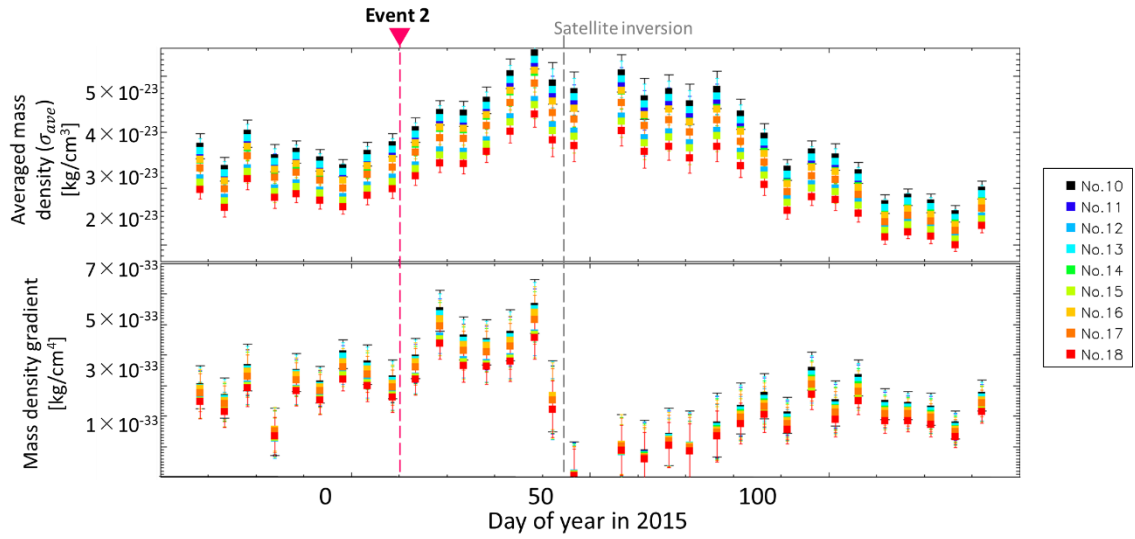 Event 2
Satellite inversion
Averaged mass
density (σave)
[kg/cm3]
5×10-23
4×10-23
3×10-23
2×10-23
Mass density gradient
[kg/cm4]
7×10-33
5×10-33
3×10-33
1×10-33
0 50 100
Day of year in 2015
No.10
No.11
No.12
No.13
No.14
No.15
No.16
No.17
No.18